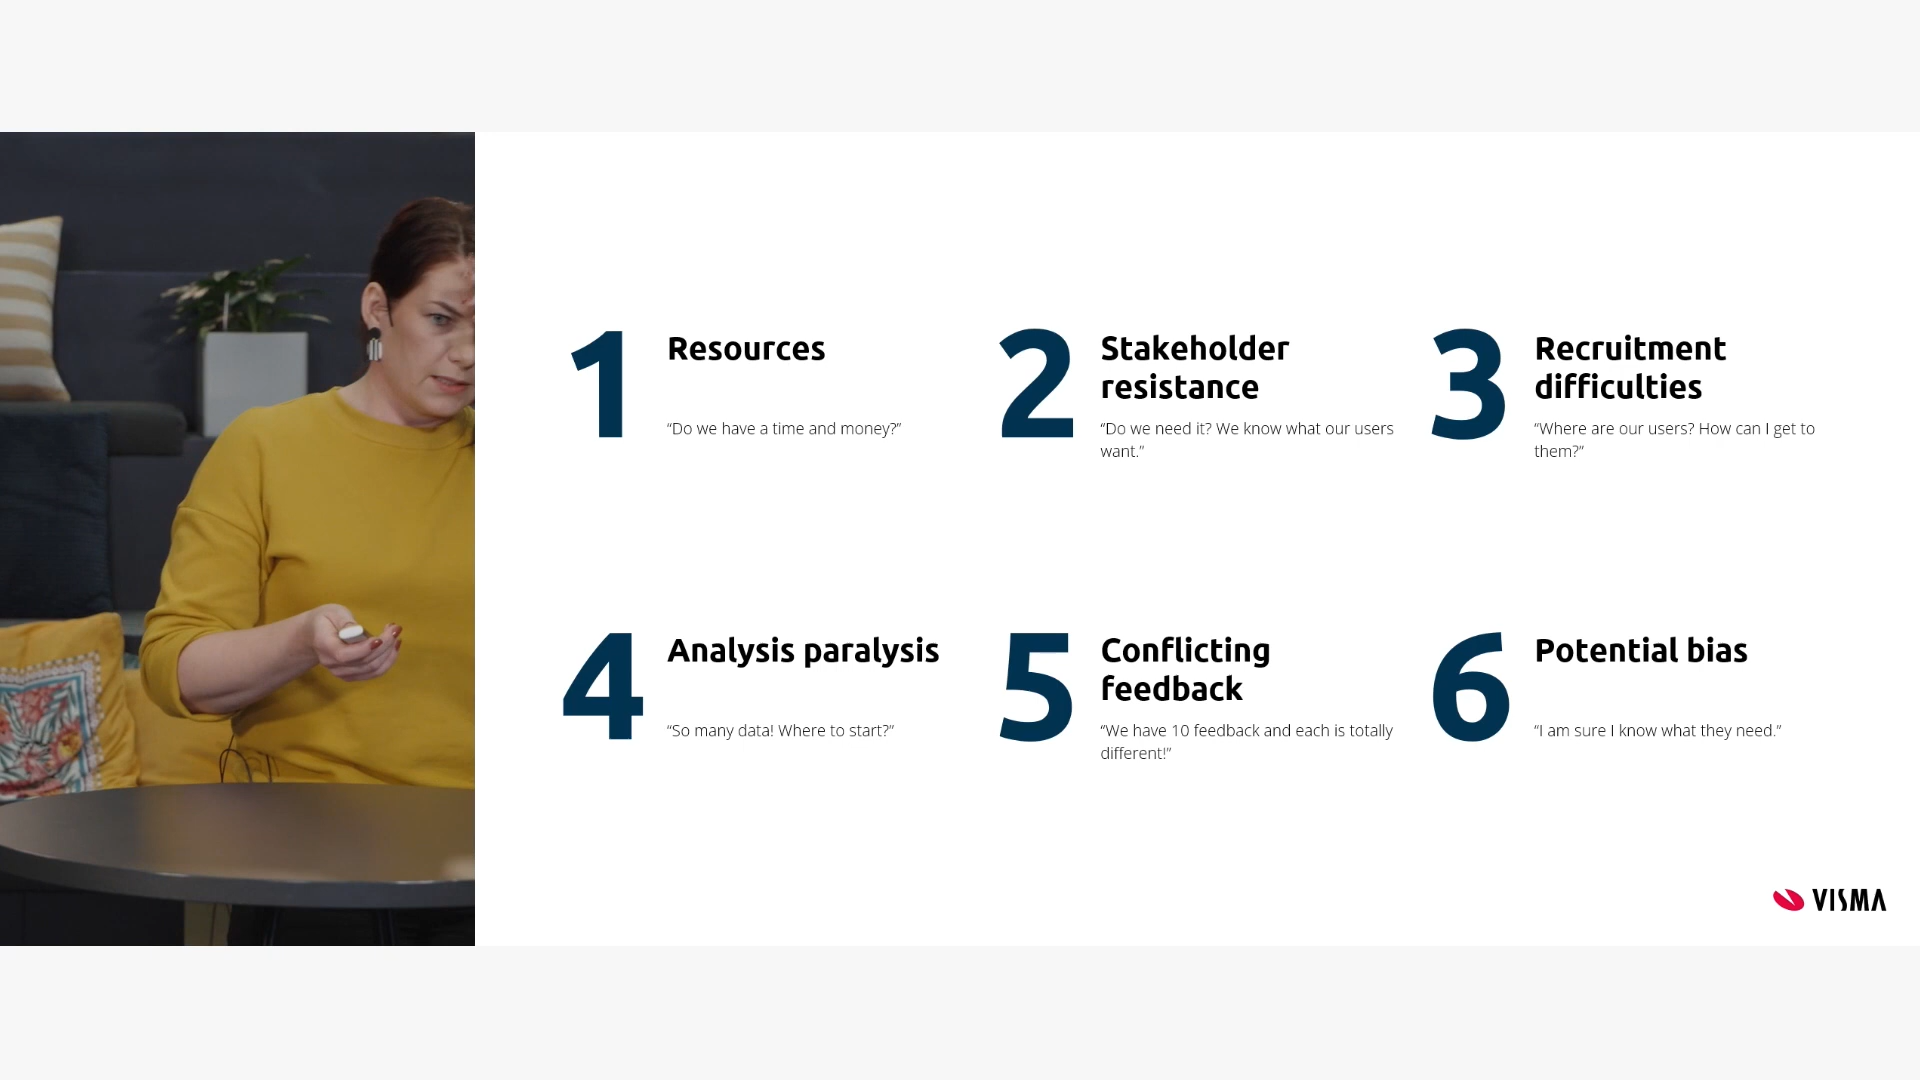 1
Resources
“Do we have a time and money?”
2
Stakeholder
resistance
“Do we need it? We know what our users
want.”
3
Recruitment
difficulties
“Where are our users? How can I get to
them?”
4
Analysis paralysis
“So many data! Where to start?”
5
Conflicting
feedback
“We have 10 feedback and each is totally
different!”
6
Potential bias
“I am sure I know what they need.”
VISMA